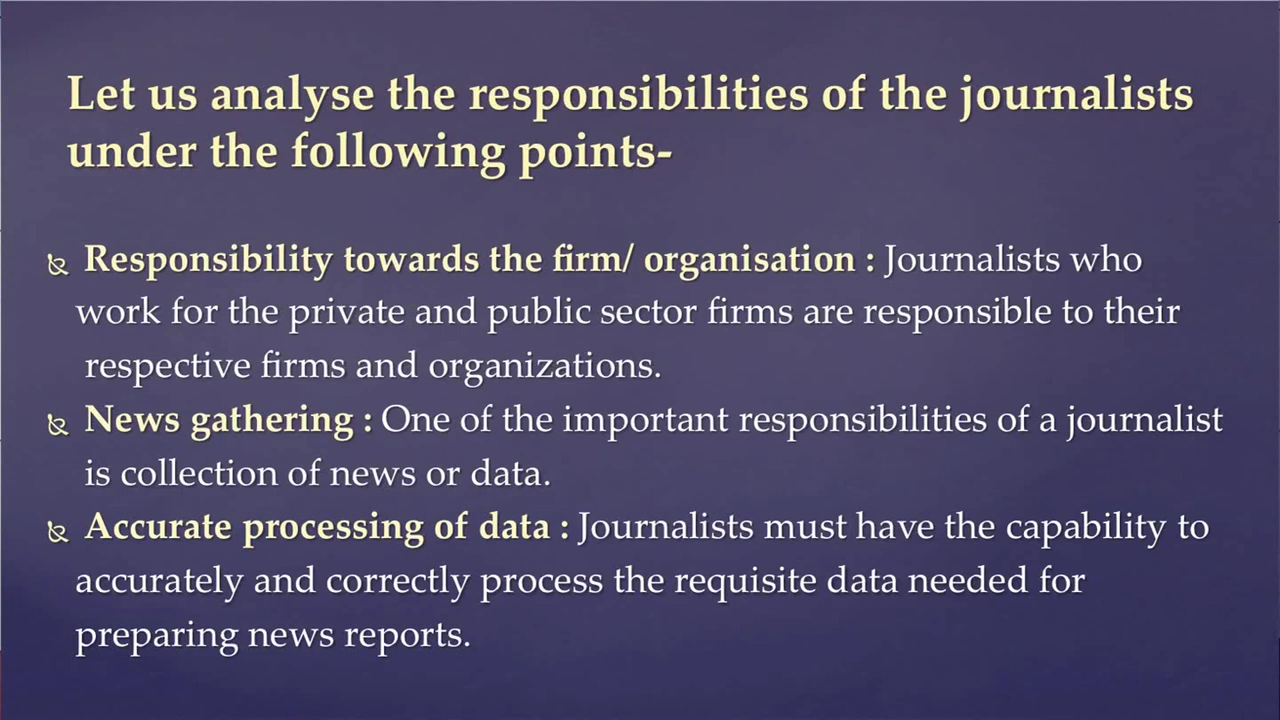 Let us analyse the responsibilities of the journalists
under the following points-
Responsibility towards the firm/ organisation : Journalists who
work for the private and public sector firms are responsible to their
respective firms and organizations.
News gathering : One of the important responsibilities of a journalist
is collection of news or data.
Accurate processing of data : Journalists must have the capability to
accurately and correctly process the requisite data needed for
preparing news reports.